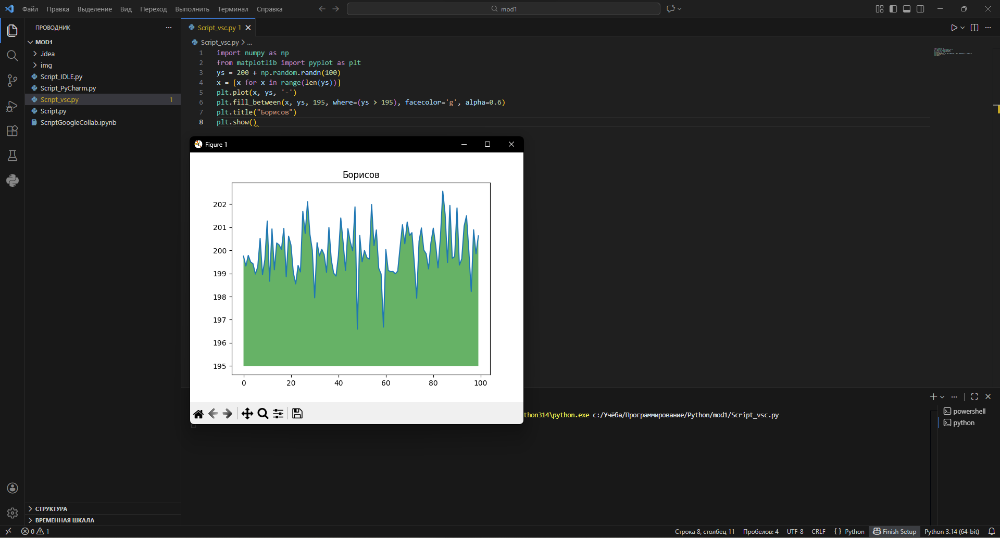 Файл Правка Выделение Вид Переход Выполнить Терминал Справка
mod1
ПРОВОДНИК
MOD1
.idea
img
Script_IDLE.py
Script_PyCharm.py
Script_vsc.py 1
Script.py
ScriptGoogleCollab.ipynb
СТРУКТУРА
ВРЕМЕННАЯ ШКАЛА
Script_vsc.py 1
Script_vsc.py > ...
1 import numpy as np
2 from matplotlib import pyplot as plt
3 ys = 200 + np.random.randn(100)
4 x = [x for x in range(len(ys))]
5 plt.plot(x, ys, '-')
6 plt.fill_between(x, ys, 195, where=(ys > 195), facecolor='g', alpha=0.6)
7 plt.title("Борисов")
8 plt.show()
Figure 1
Борисов
202
201
200
199
198
197
196
195
0 20 40 60 80 100
thon314\python.exe c:/Учёба/Программирование/Python/mod1/Script_vsc.py
powershell
python
0 1
Строка 8, столбец 11 Пробелов: 4 UTF-8 CRLF { } Python Finish Setup Python 3.14 (64-bit)